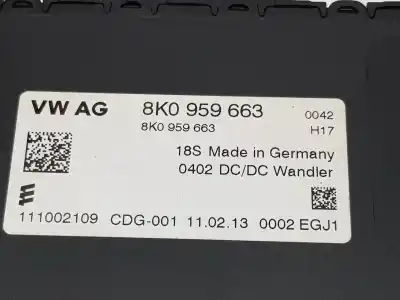 VW AG 8K0 959 663 0042
8K0 959 663 H17
18S Made in Germany
0402 DC/DC Wandler
111002109 CDG-001 11.02.13 0002 EGJ1